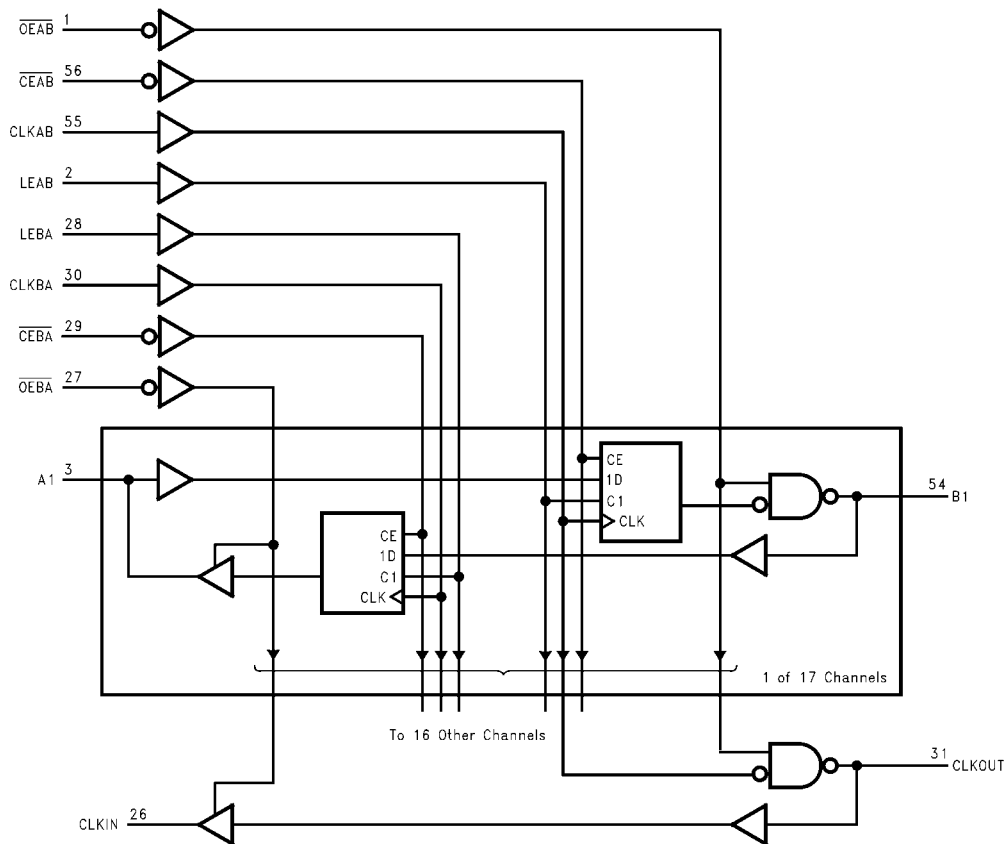 OEAB 1
CEAB 56
CLKAB 55
LEAB 2
LEBA 28
CLKBA 30
CEBA 29
OEBA 27
A1 3
CE
1D
C1
CLK
54 B1
CE
1D
C1
CLK
1 of 17 Channels
To 16 Other Channels
31 CLKOUT
CLKIN 26